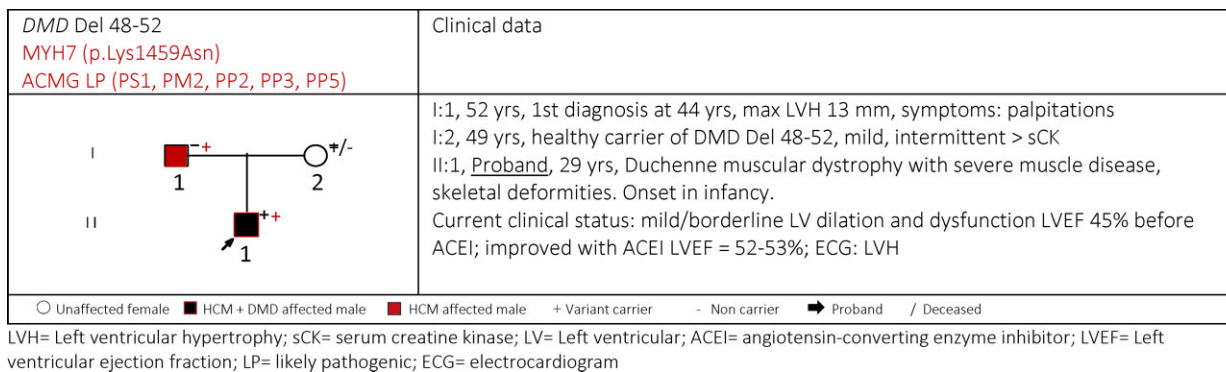 DMD Del 48-52
MYH7 (p.Lys1459Asn)
ACMG LP (PS1, PM2, PP2, PP3, PP5)
Clinical data
I
-+
+/-
1
2
II
++
1
I:1, 52 yrs, 1st diagnosis at 44 yrs, max LVH 13 mm, symptoms: palpitations
I:2, 49 yrs, healthy carrier of DMD Del 48-52, mild, intermittent > sCK
II:1, Proband, 29 yrs, Duchenne muscular dystrophy with severe muscle disease,
skeletal deformities. Onset in infancy.
Current clinical status: mild/borderline LV dilation and dysfunction LVEF 45% before
ACEI; improved with ACEI LVEF = 52-53%; ECG: LVH
Unaffected female HCM + DMD affected male HCM affected male + Variant carrier - Non carrier Proband / Deceased
LVH= Left ventricular hypertrophy; sCK= serum creatine kinase; LV= Left ventricular; ACEI= angiotensin-converting enzyme inhibitor; LVEF= Left
ventricular ejection fraction; LP= likely pathogenic; ECG= electrocardiogram